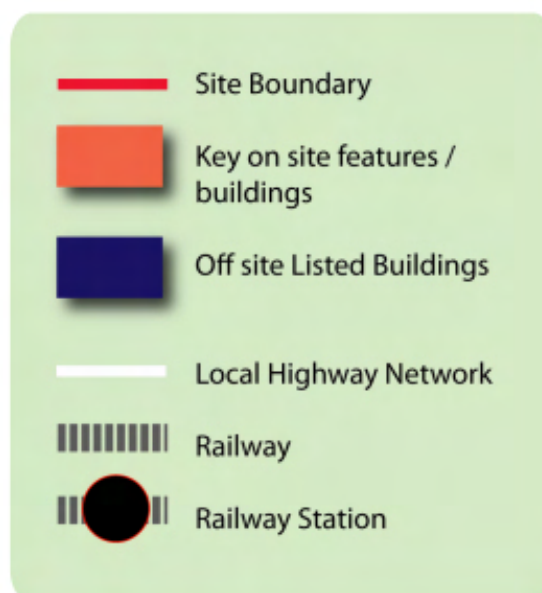 Site Boundary
Key on site features /
buildings
Off site Listed Buildings
Local Highway Network
Railway
Railway Station